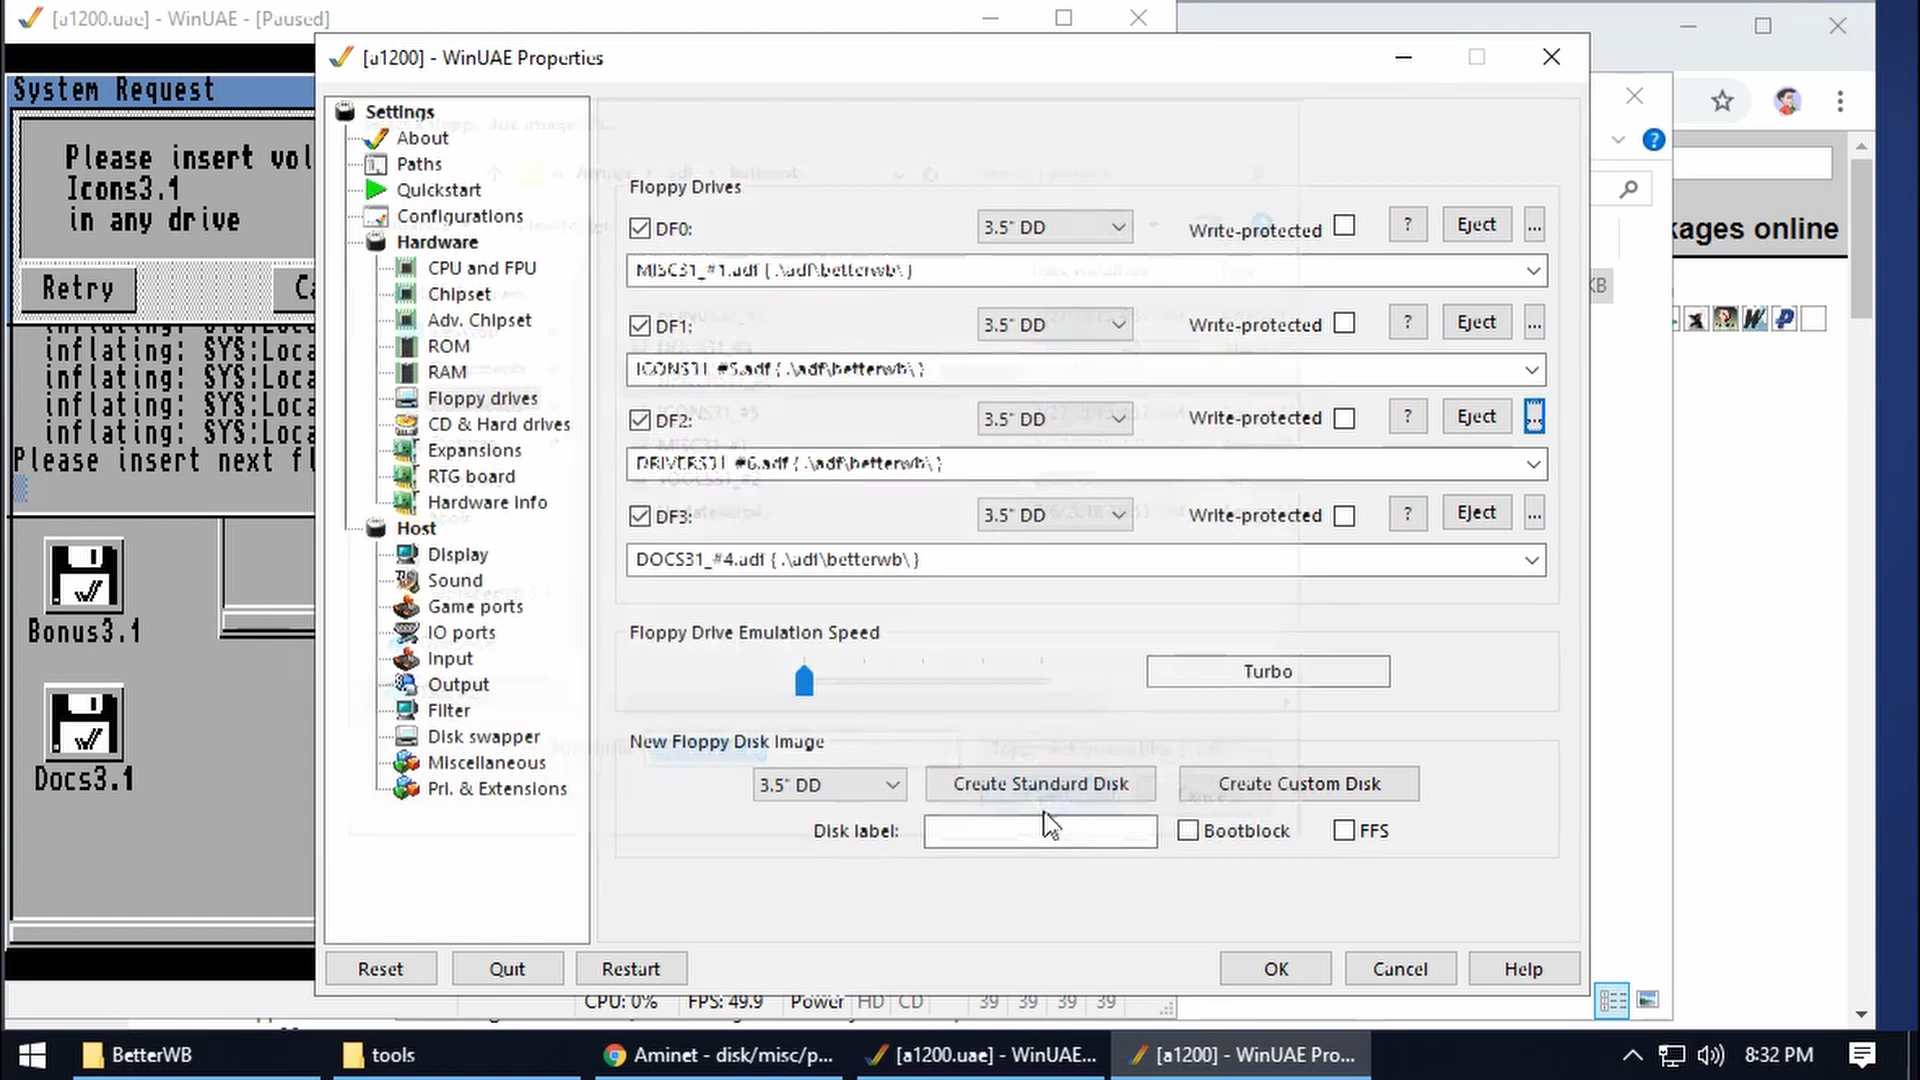 [a1200.uae] - WinUAE - [Paused]
[a1200] - WinUAE Properties
System Request
Please insert vol
Icons3.1
in any drive
Retry
Ca
inflating: SYS:Loca
inflating: SYS:Loca
inflating: SYS:Loca
inflating: SYS:Loca
inflating: SYS:Loca
Please insert next fl
Bonus3.1
Docs3.1
Settings
About
Paths
Quickstart
Configurations
Hardware
CPU and FPU
Chipset
Adv. Chipset
ROM
RAM
Floppy drives
CD & Hard drives
Expansions
RTG board
Hardware info
Host
Display
Sound
Game ports
IO ports
Input
Output
Filter
Disk swapper
Miscellaneous
Pri. & Extensions
Floppy Drives
DF0: 3.5" DD Write-protected ? Eject ...
MISC31_#1.adf { .\adf\betterwb\ }
DF1: 3.5" DD Write-protected ? Eject ...
ICONS31_#5.adf { .\adf\betterwb\ }
DF2: 3.5" DD Write-protected ? Eject ...
DRIVERS31_#6.adf { .\adf\betterwb\ }
DF3: 3.5" DD Write-protected ? Eject ...
DOCS31_#4.adf { .\adf\betterwb\ }
Floppy Drive Emulation Speed
Turbo
New Floppy Disk Image
3.5" DD Create Standard Disk Create Custom Disk
Disk label: Bootblock FFS
Reset Quit Restart OK Cancel Help
CPU: 0% FPS: 49.9 Power HD CD 39 39 39 39
kages online
KB
BetterWB
tools
Aminet - disk/misc/p...
[a1200.uae] - WinUAE...
[a1200] - WinUAE Pro...
8:32 PM